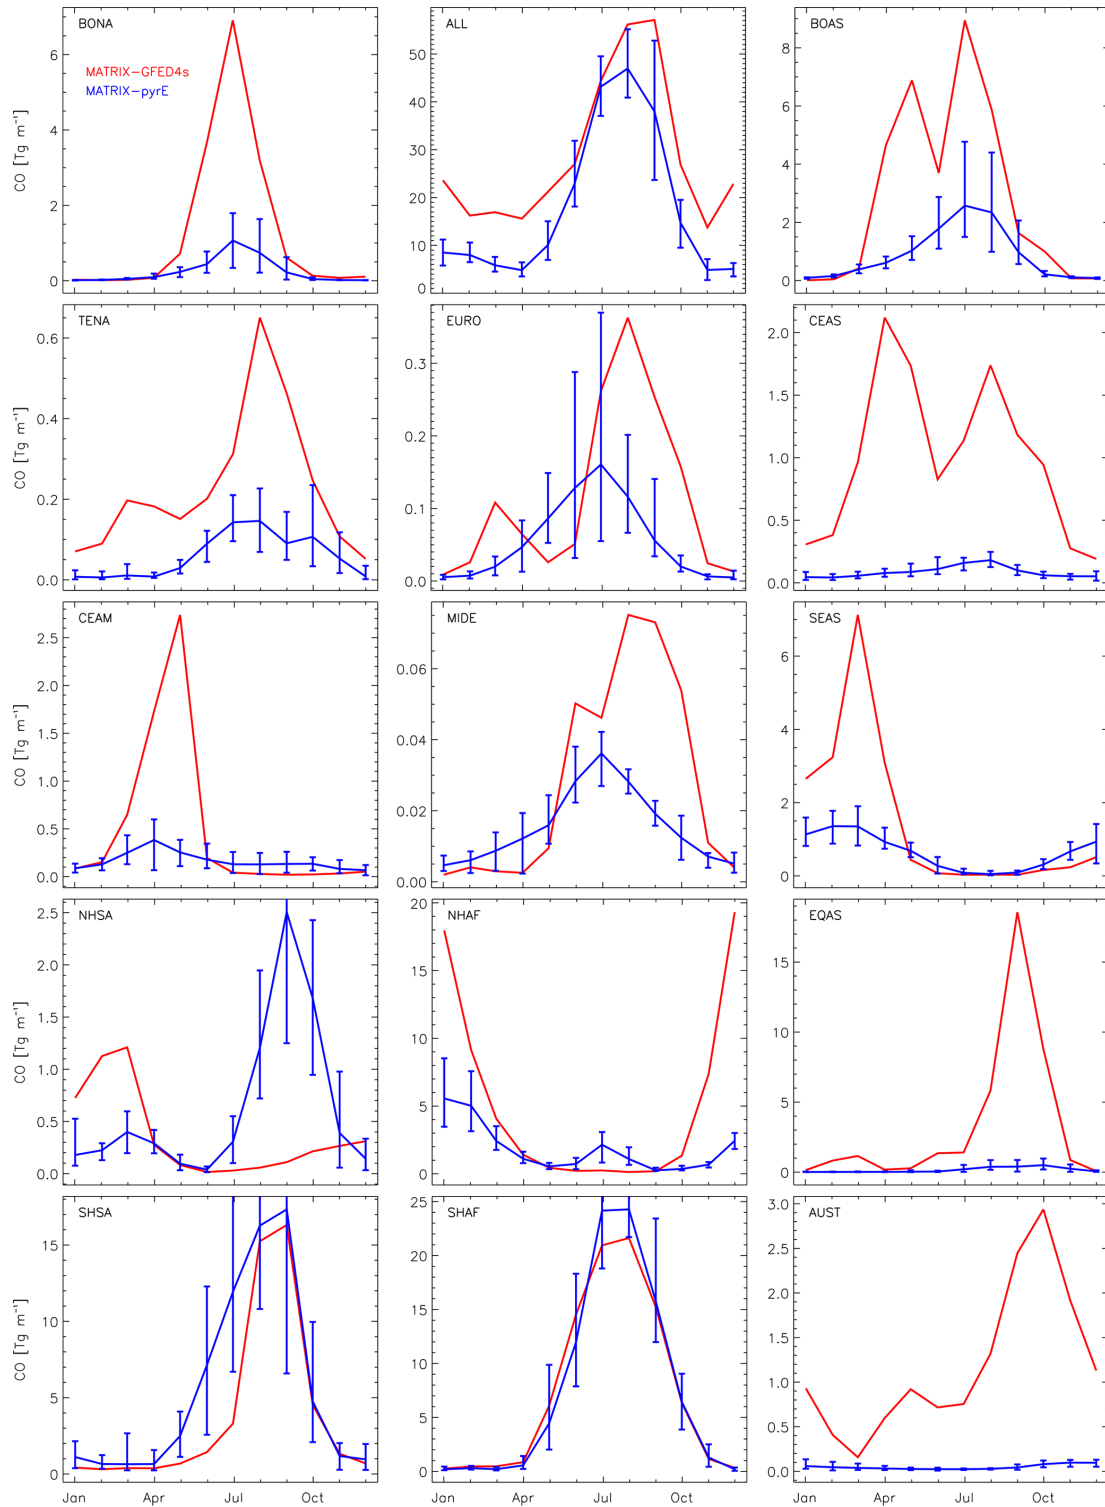 BONA
MATRIX-GFED4s
MATRIX-pyrE
CO [Tg m⁻¹]
6
4
2
0
ALL
50
40
30
20
10
0
BOAS
8
6
4
2
0
TENA
CO [Tg m⁻¹]
0.6
0.4
0.2
0.0
EURO
0.3
0.2
0.1
0.0
CEAS
2.0
1.5
1.0
0.5
0.0
CEAM
CO [Tg m⁻¹]
2.5
2.0
1.5
1.0
0.5
0.0
MIDE
0.06
0.04
0.02
0.00
SEAS
6
4
2
0
NHSA
CO [Tg m⁻¹]
2.5
2.0
1.5
1.0
0.5
0.0
NHAF
20
15
10
5
0
EQAS
15
10
5
0
SHSA
CO [Tg m⁻¹]
15
10
5
0
Jan Apr Jul Oct
SHAF
25
20
15
10
5
0
Jan Apr Jul Oct
AUST
3.0
2.5
2.0
1.5
1.0
0.5
0.0
Jan Apr Jul Oct